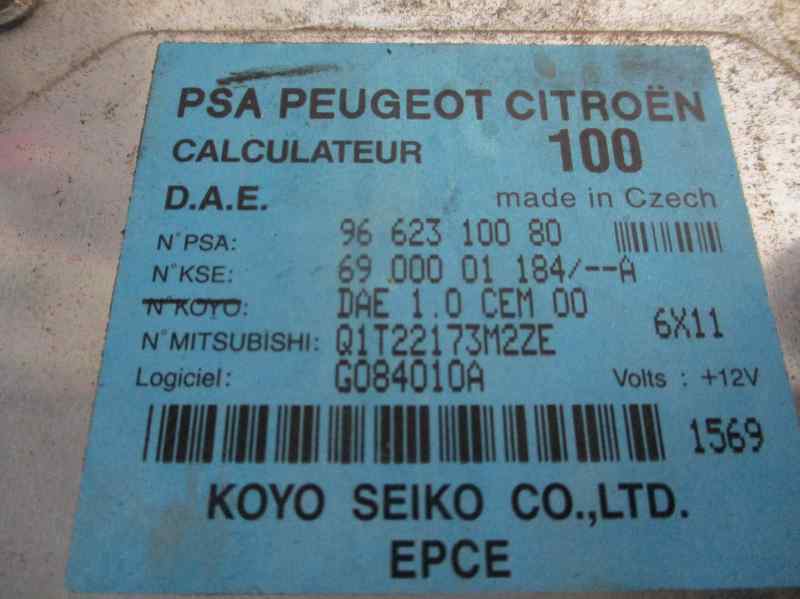 PSA PEUGEOT CITROËN
CALCULATEUR 100
D.A.E. made in Czech
N°PSA: 96 623 100 80
N°KSE: 69 000 01 184/--A
N°KOYO: DAE 1.0 CEM 00
N°MITSUBISHI: Q1T22173M2ZE 6X11
Logiciel: G084010A Volts : +12V
1569
KOYO SEIKO CO.,LTD.
EPCE